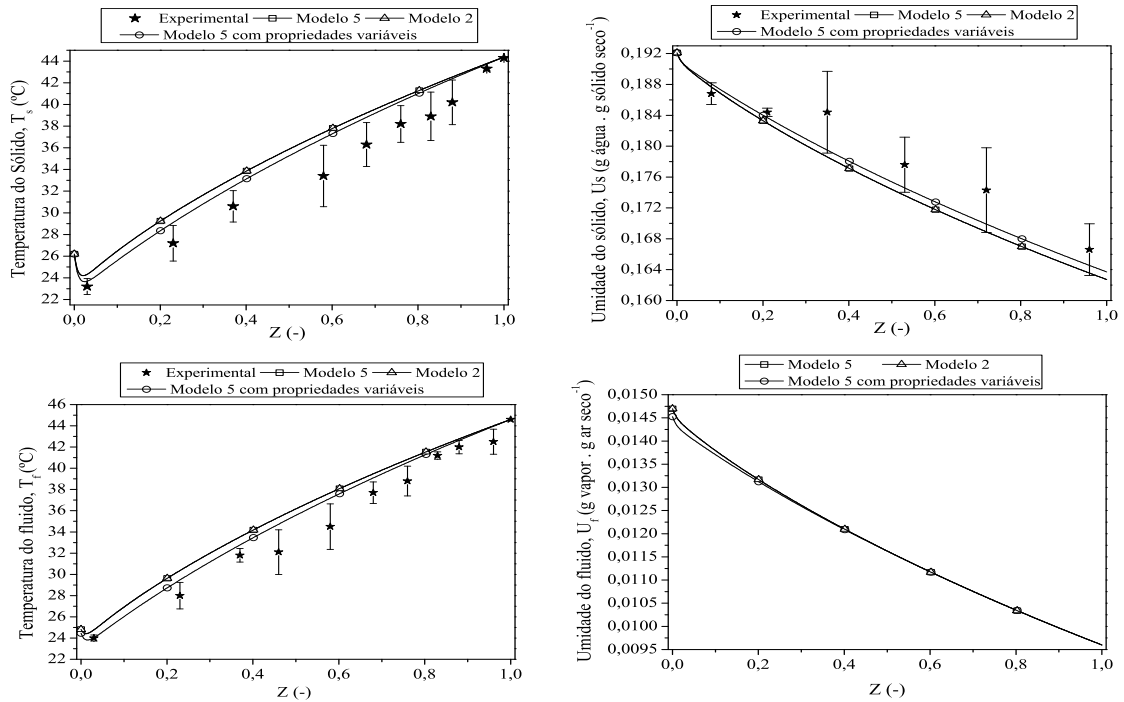 Experimental Modelo 5 Modelo 2
Modelo 5 com propriedades variáveis
Temperatura do Sólido, Ts (ºC)
44
42
40
38
36
34
32
30
28
26
24
22
0,0 0,2 0,4 0,6 0,8 1,0
Z (-)
Experimental Modelo 5 Modelo 2
Modelo 5 com propriedades variáveis
Umidade do sólido, Us (g água . g sólido seco-1)
0,192
0,184
0,176
0,168
0,164
0,172
0,160
0,0 0,2 0,4 0,6 0,8 1,0
Z (-)
Experimental Modelo 5 Modelo 2
Modelo 5 com propriedades variáveis
Temperatura do fluido, Tf (ºC)
46
44
42
40
38
36
34
32
30
28
26
24
22
0,0 0,2 0,4 0,6 0,8 1,0
Z (-)
Modelo 5 Modelo 2
Modelo 5 com propriedades variáveis
Umidade do fluido, Uf (g vapor . g ar seco-1)
0,0150
0,0145
0,0140
0,0135
0,0130
0,0125
0,0120
0,0115
0,0110
0,0105
0,0100
0,0095
0,0 0,2 0,4 0,6 0,8 1,0
Z (-)